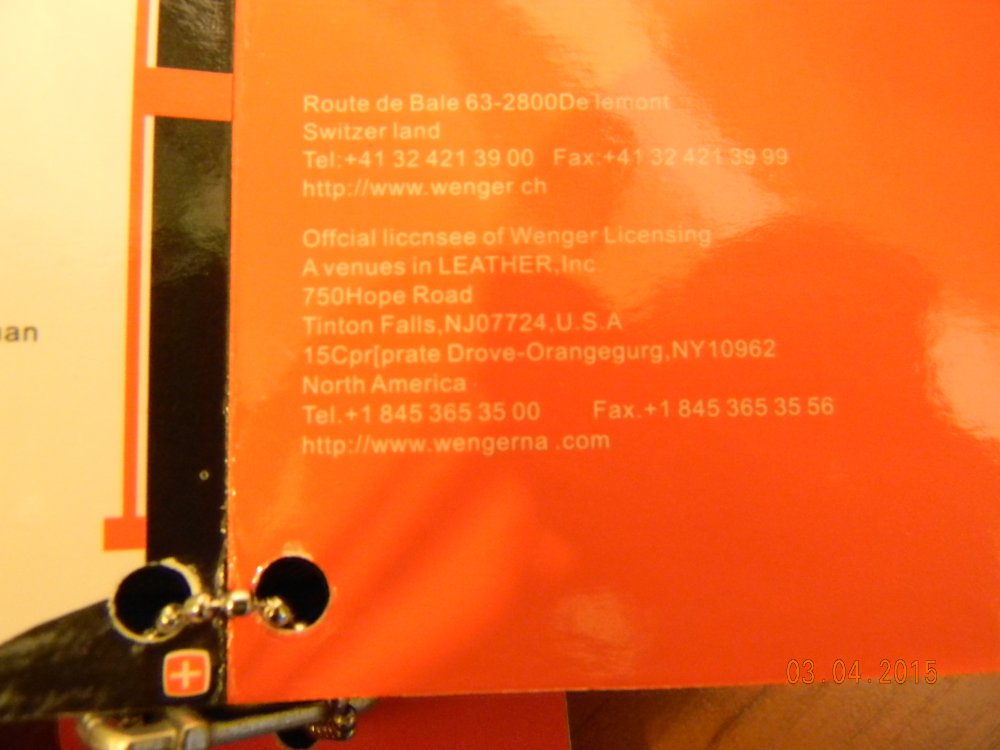 Route de Bale 63-2800De lemont
Switzer land
Tel:+41 32 421 39 00 Fax:+41 32 421 39 99
http://www.wenger ch
Offcial liccnsee of Wenger Licensing
A venues in LEATHER,Inc
750Hope Road
Tinton Falls,NJ07724,U.S.A
15Cpr[prate Drove-Orangegurg,NY10962
North America
Tel.+1 845 365 35 00 Fax.+1 845 365 35 56
http://www.wengerna .com
03.04.2015